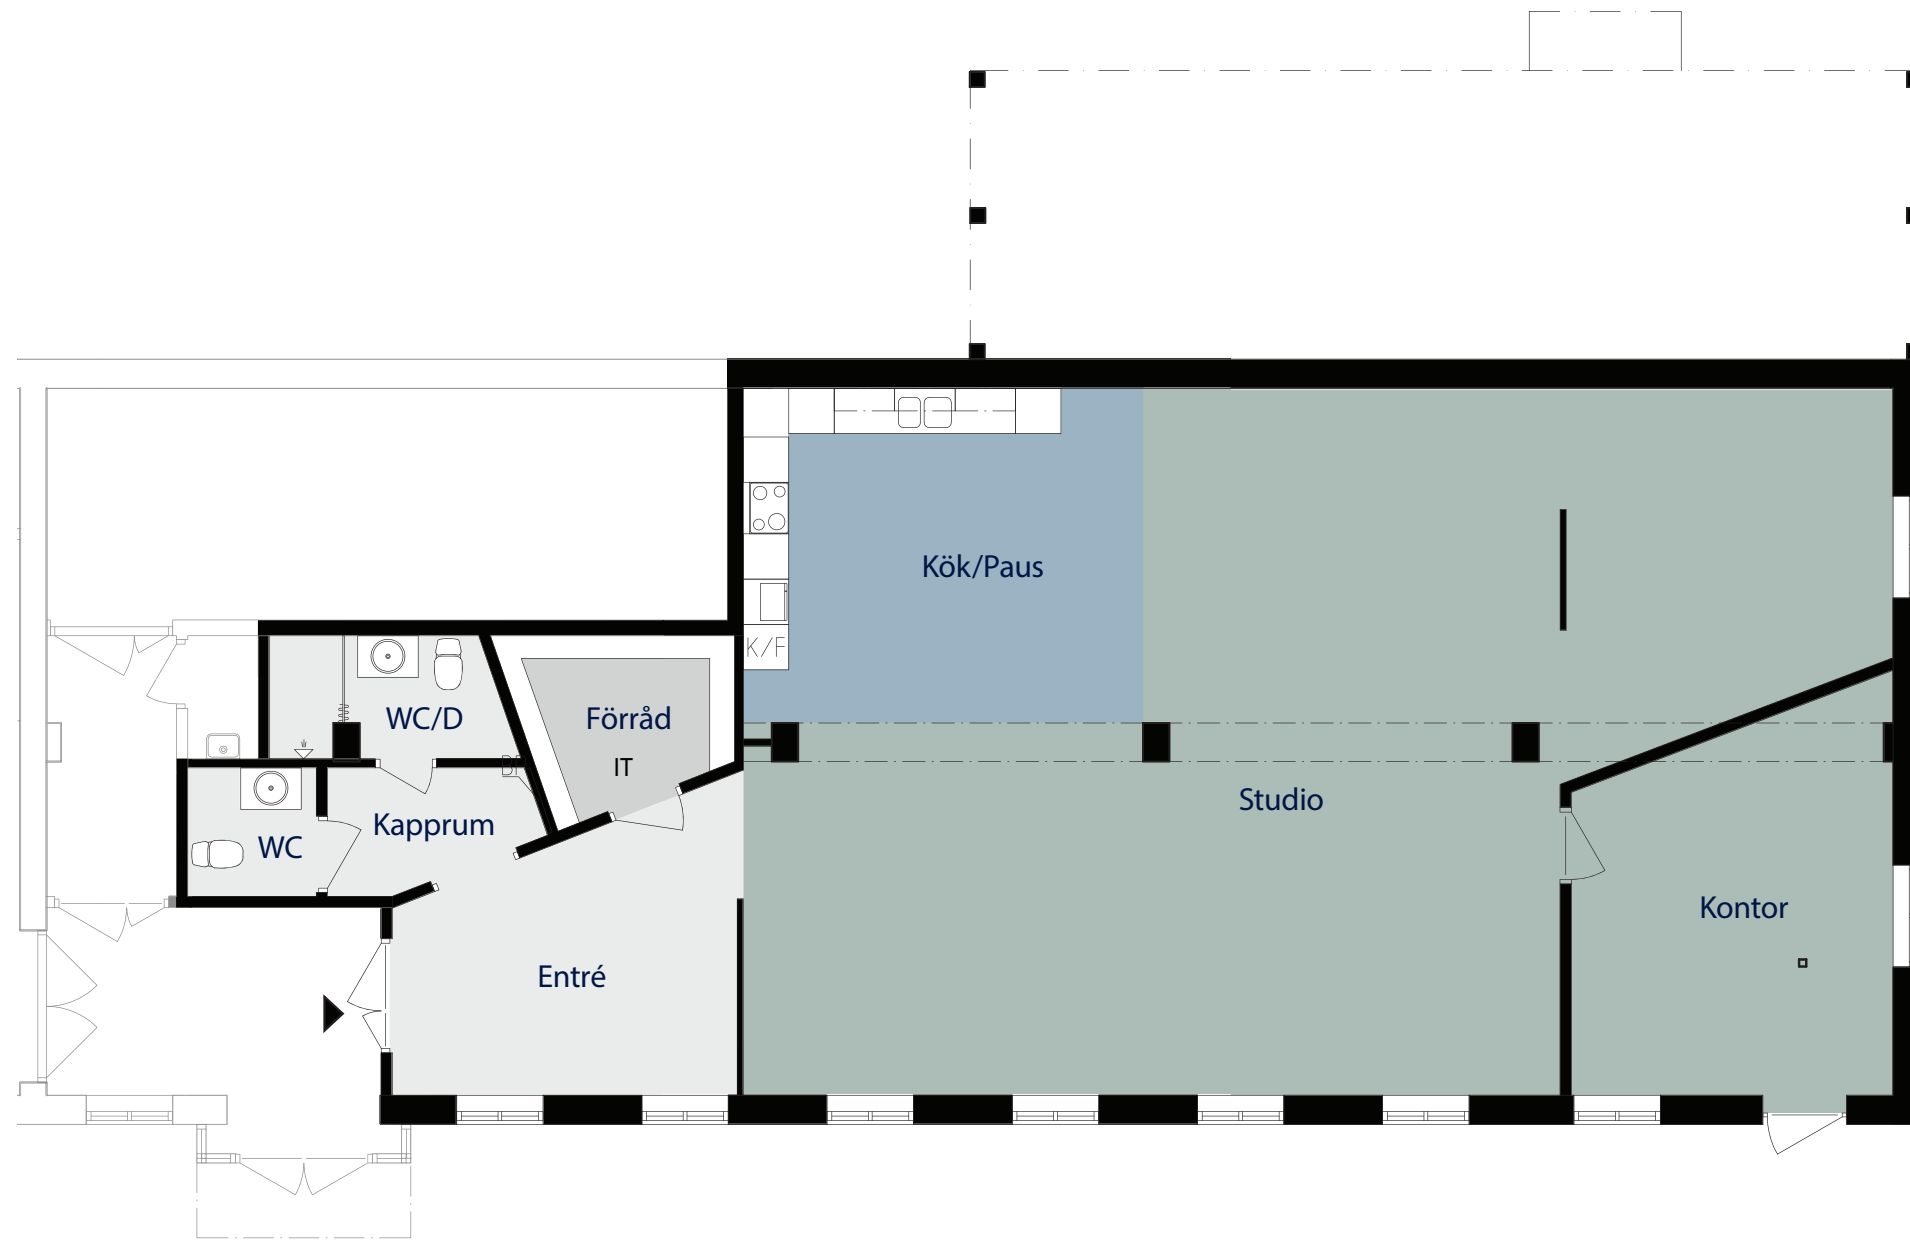 Kök/Paus
K/F
WC/D
Förråd
IT
Studio
Kapprum
WC
Kontor
Entré